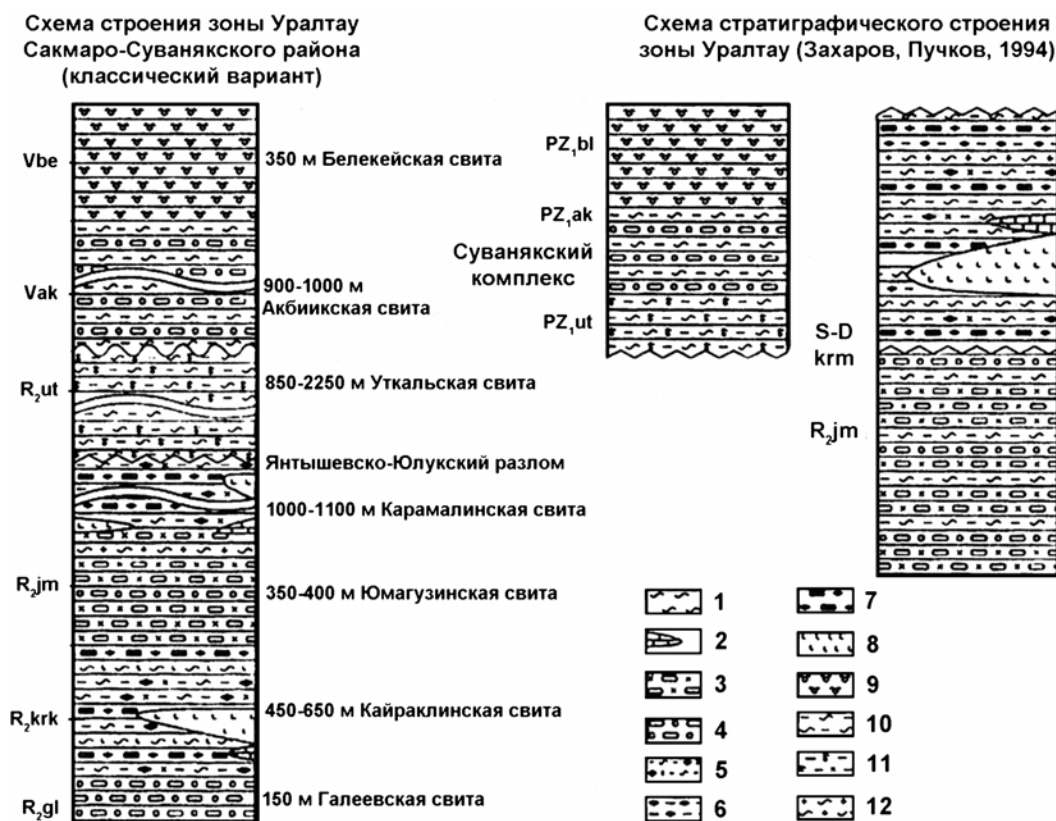 Схема строения зоны Уралтау
Сакмаро-Суванякского района
(классический вариант)
Vbe
350 м Белекейская свита
Vak
900-1000 м
Акбиикская свита
R₂ut
850-2250 м Уткальская свита
Янтышевско-Юлукский разлом
1000-1100 м Карамалинская свита
R₂jm
350-400 м Юмагузинская свита
R₂krk
450-650 м Кайраклинская свита
R₂gl
150 м Галеевская свита
Схема стратиграфического строения
зоны Уралтау (Захаров, Пучков, 1994)
PZ₁bl
PZ₁ak
Суванякский
комплекс
PZ₁ut
S-D
krm
R₂jm
1
2
3
4
5
6
7
8
9
10
11
12